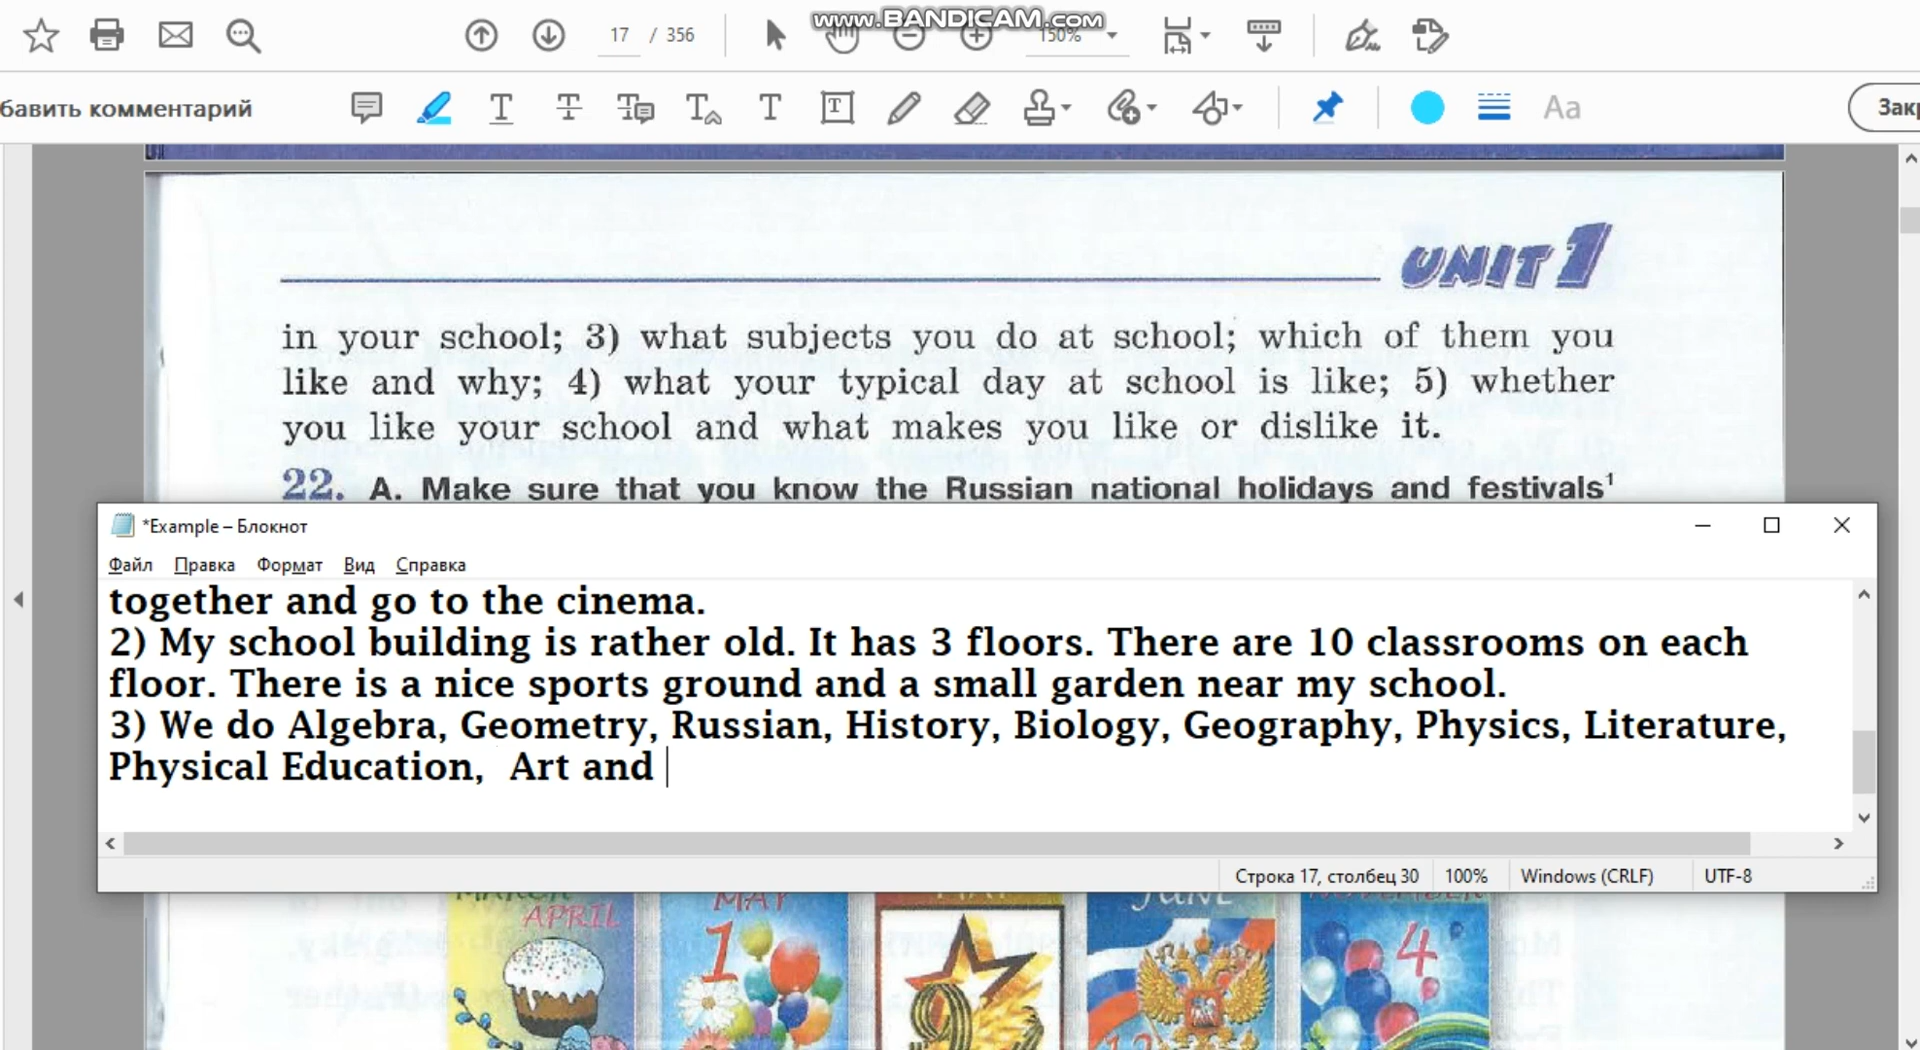 www.BANDICAM.com
17 / 356
150%
бавить комментарий
Aa
UNIT 1
in your school; 3) what subjects you do at school; which of them you
like and why; 4) what your typical day at school is like; 5) whether
you like your school and what makes you like or dislike it.
22. A. Make sure that you know the Russian national holidays and festivals¹
*Example – Блокнот
Файл Правка Формат Вид Справка
together and go to the cinema.
2) My school building is rather old. It has 3 floors. There are 10 classrooms on each
floor. There is a nice sports ground and a small garden near my school.
3) We do Algebra, Geometry, Russian, History, Biology, Geography, Physics, Literature,
Physical Education,  Art and
Строка 17, столбец 30 100% Windows (CRLF) UTF-8
APRIL MAY JUNE
1 4